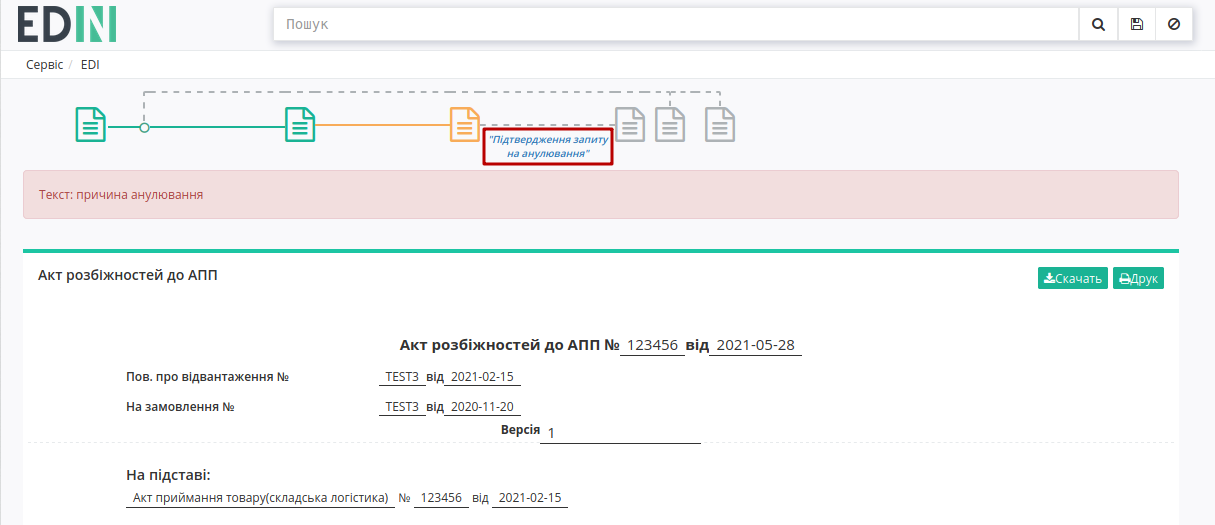 EDIN
Пошук
Сервіс / EDI
"Підтвердження запиту
на анулювання"
Текст: причина анулювання
Акт розбіжностей до АПП
Скачать Друк
Акт розбіжностей до АПП № 123456 від 2021-05-28
Пов. про відвантаження № TEST3 від 2021-02-15
На замовлення № TEST3 від 2020-11-20
Версія 1
На підставі:
Акт приймання товару(складська логістика) № 123456 від 2021-02-15